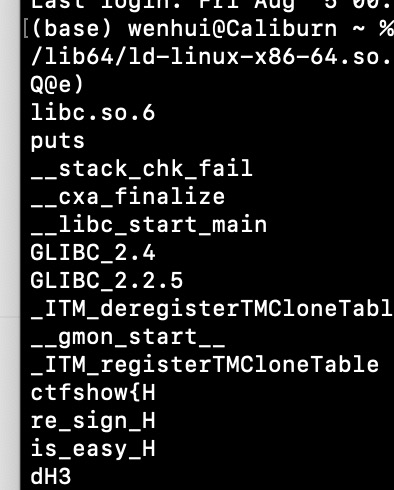 Last login: Fri Aug  5 00:
[(base) wenhui@Caliburn ~ %
/lib64/ld-linux-x86-64.so.
Q@e)
libc.so.6
puts
__stack_chk_fail
__cxa_finalize
__libc_start_main
GLIBC_2.4
GLIBC_2.2.5
_ITM_deregisterTMCloneTabl
__gmon_start__
_ITM_registerTMCloneTable
ctfshow{H
re_sign_H
is_easy_H
dH3